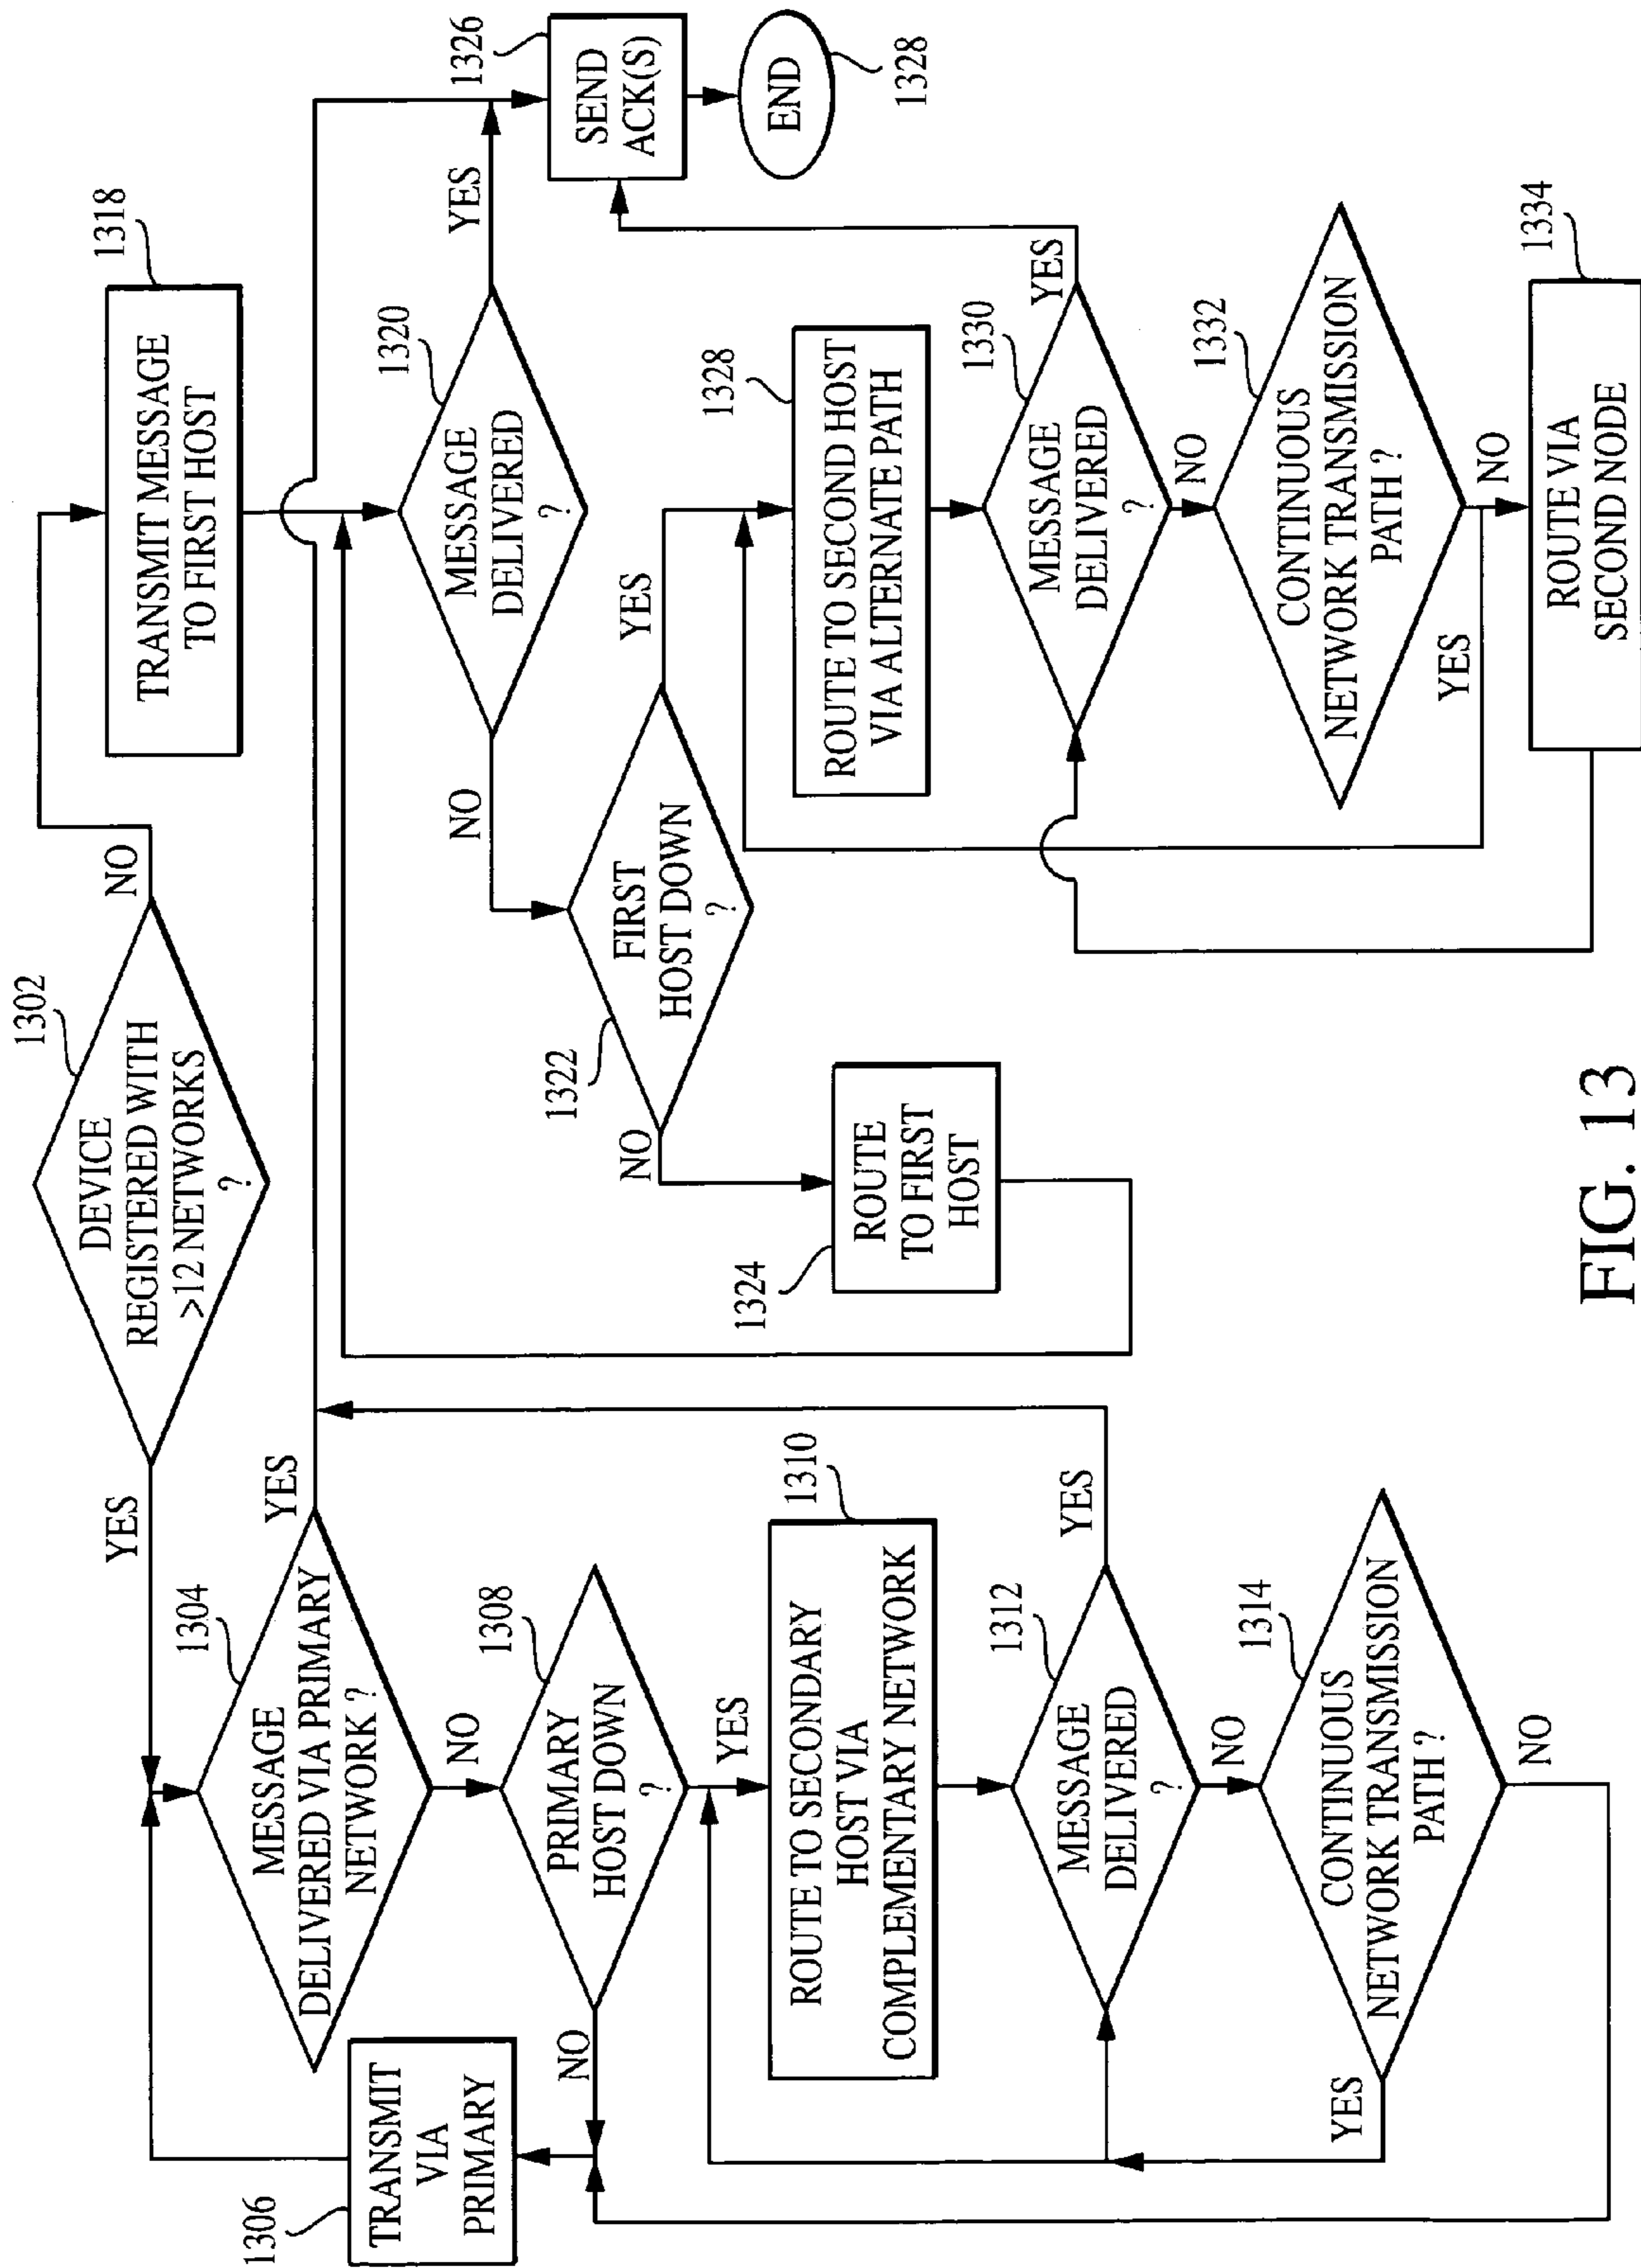 1302
DEVICE
REGISTERED WITH
>12 NETWORKS
?
YES
NO
1304
MESSAGE
DELIVERED VIA PRIMARY
NETWORK ?
YES
NO
1306
TRANSMIT
VIA
PRIMARY
1308
PRIMARY
HOST DOWN
?
NO
YES
1310
ROUTE TO SECONDARY
HOST VIA
COMPLEMENTARY NETWORK
1312
MESSAGE
DELIVERED
?
YES
NO
1314
CONTINUOUS
NETWORK TRANSMISSION
PATH ?
YES
NO
1318
TRANSMIT MESSAGE
TO FIRST HOST
1320
MESSAGE
DELIVERED
?
YES
NO
1322
FIRST
HOST DOWN
?
NO
YES
1324
ROUTE
TO FIRST
HOST
1326
SEND
ACK(S)
END
1328
1328
ROUTE TO SECOND HOST
VIA ALTERNATE PATH
1330
MESSAGE
DELIVERED
?
YES
NO
1332
CONTINUOUS
NETWORK TRANSMISSION
PATH ?
YES
NO
1334
ROUTE VIA
SECOND NODE
FIG. 13